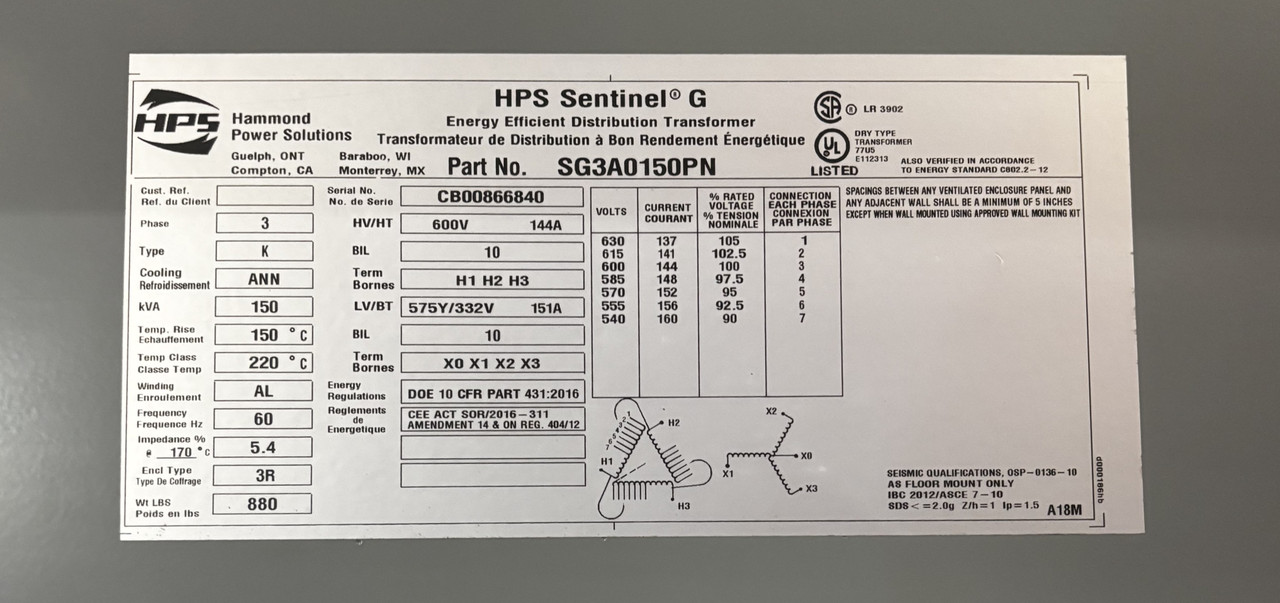 HPS Sentinel® G
Energy Efficient Distribution Transformer
Transformateur de Distribution à Bon Rendement Énergétique
HPS
Hammond
Power Solutions
Guelph, ONT Baraboo, WI
Compton, CA Monterrey, MX
Part No. SG3A0150PN
SA ® LR 3902
UL
LISTED
DRY TYPE
TRANSFORMER
77U5
E112313
ALSO VERIFIED IN ACCORDANCE
TO ENERGY STANDARD C802.2-12
Cust. Ref.
Ref. du Client
Phase 3
Type K
Cooling
Refroidissement ANN
kVA 150
Temp. Rise
Echauffement 150 °C
Temp Class
Classe Temp 220 °C
Winding
Enroulement AL
Frequency
Frequence Hz 60
Impedance %
@ 170 °C 5.4
Encl Type
Type De Coffrage 3R
Wt LBS
Poids en lbs 880
Serial No.
No. de Serie CB00866840
HV/HT 600V 144A
BIL 10
Term
Bornes H1 H2 H3
LV/BT 575Y/332V 151A
BIL 10
Term
Bornes X0 X1 X2 X3
Energy
Regulations DOE 10 CFR PART 431:2016
Reglements
de
Energetique
CEE ACT SOR/2016-311
AMENDMENT 14 & ON REG. 404/12
VOLTS
CURRENT
COURANT
% RATED
VOLTAGE
% TENSION
NOMINALE
CONNECTION
EACH PHASE
CONNEXION
PAR PHASE
630 137 105 1
615 141 102.5 2
600 144 100 3
585 148 97.5 4
570 152 95 5
555 156 92.5 6
540 160 90 7
SPACINGS BETWEEN ANY VENTILATED ENCLOSURE PANEL AND
ANY ADJACENT WALL SHALL BE A MINIMUM OF 5 INCHES
EXCEPT WHEN WALL MOUNTED USING APPROVED WALL MOUNTING KIT
7 6 5 4 3 2 1
H2
H1
H3
X2
X0
X1
X3
SEISMIC QUALIFICATIONS, OSP-0136-10
AS FLOOR MOUNT ONLY
IBC 2012/ASCE 7-10
SDS<=2.0g Z/h=1 Ip=1.5 A18M
d000186hb